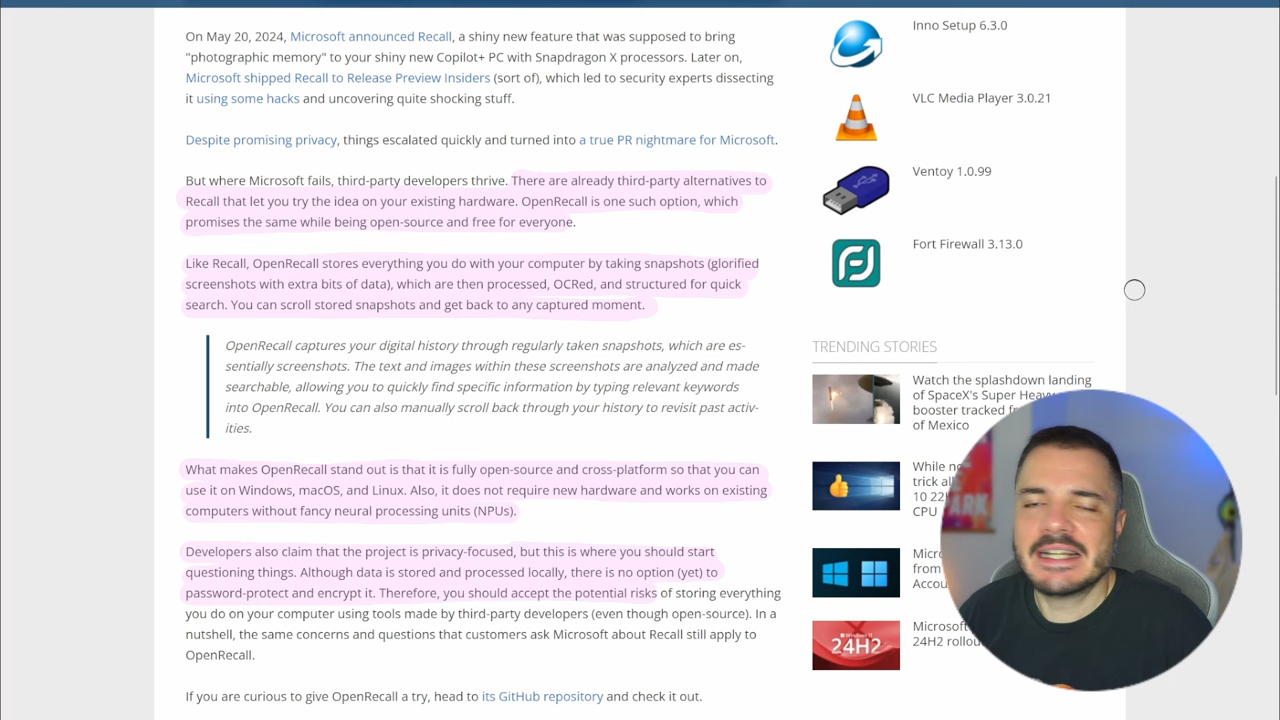 On May 20, 2024, Microsoft announced Recall, a shiny new feature that was supposed to bring
"photographic memory" to your shiny new Copilot+ PC with Snapdragon X processors. Later on,
Microsoft shipped Recall to Release Preview Insiders (sort of), which led to security experts dissecting
it using some hacks and uncovering quite shocking stuff.
Despite promising privacy, things escalated quickly and turned into a true PR nightmare for Microsoft.
But where Microsoft fails, third-party developers thrive. There are already third-party alternatives to
Recall that let you try the idea on your existing hardware. OpenRecall is one such option, which
promises the same while being open-source and free for everyone.
Like Recall, OpenRecall stores everything you do with your computer by taking snapshots (glorified
screenshots with extra bits of data), which are then processed, OCRed, and structured for quick
search. You can scroll stored snapshots and get back to any captured moment.
OpenRecall captures your digital history through regularly taken snapshots, which are es-
sentially screenshots. The text and images within these screenshots are analyzed and made
searchable, allowing you to quickly find specific information by typing relevant keywords
into OpenRecall. You can also manually scroll back through your history to revisit past activ-
ities.
What makes OpenRecall stand out is that it is fully open-source and cross-platform so that you can
use it on Windows, macOS, and Linux. Also, it does not require new hardware and works on existing
computers without fancy neural processing units (NPUs).
Developers also claim that the project is privacy-focused, but this is where you should start
questioning things. Although data is stored and processed locally, there is no option (yet) to
password-protect and encrypt it. Therefore, you should accept the potential risks of storing everything
you do on your computer using tools made by third-party developers (even though open-source). In a
nutshell, the same concerns and questions that customers ask Microsoft about Recall still apply to
OpenRecall.
If you are curious to give OpenRecall a try, head to its GitHub repository and check it out.
Inno Setup 6.3.0
VLC Media Player 3.0.21
Ventoy 1.0.99
Fort Firewall 3.13.0
TRENDING STORIES
Watch the splashdown landing
of SpaceX's Super Heavy
booster tracked
of Mexico
While
trick
10
CPU
from
24H2
24H2
ARK